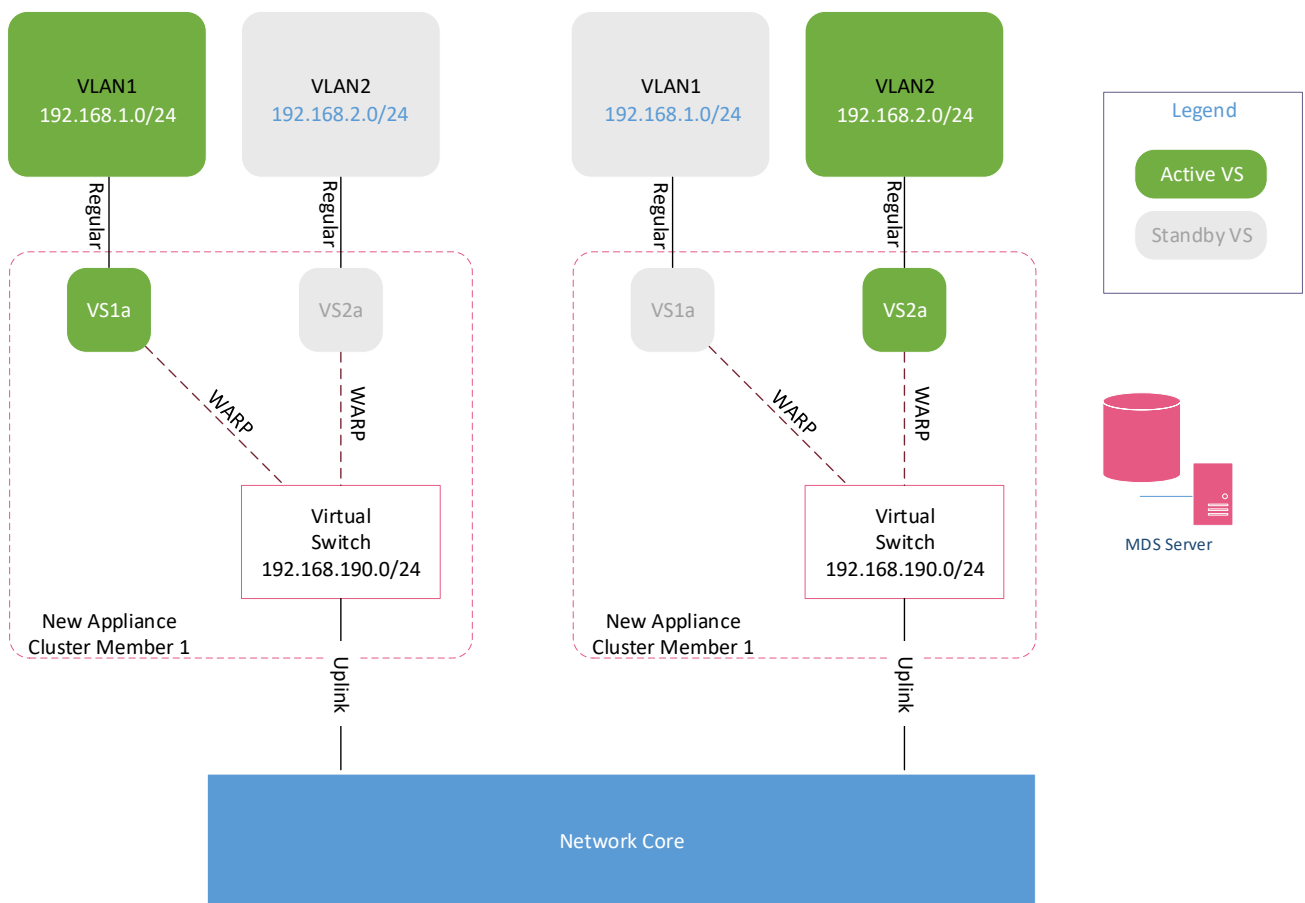 VLAN1
192.168.1.0/24
VLAN2
192.168.2.0/24
VLAN1
192.168.1.0/24
VLAN2
192.168.2.0/24
Legend
Active VS
Standby VS
Regular
Regular
Regular
Regular
VS1a
VS2a
VS1a
VS2a
WARP
WARP
WARP
WARP
Virtual
Switch
192.168.190.0/24
Virtual
Switch
192.168.190.0/24
MDS Server
New Appliance
Cluster Member 1
New Appliance
Cluster Member 1
Uplink
Uplink
Network Core